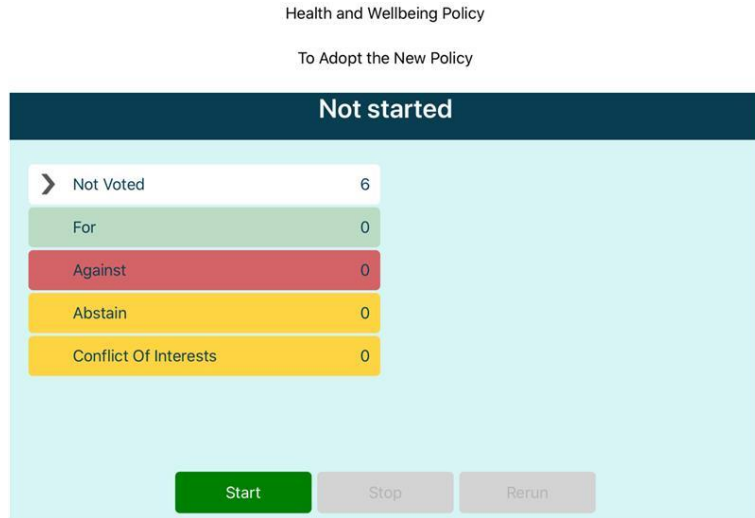 Health and Wellbeing Policy
To Adopt the New Policy
Not started
Not Voted 6
For 0
Against 0
Abstain 0
Conflict Of Interests 0
Start Stop Rerun